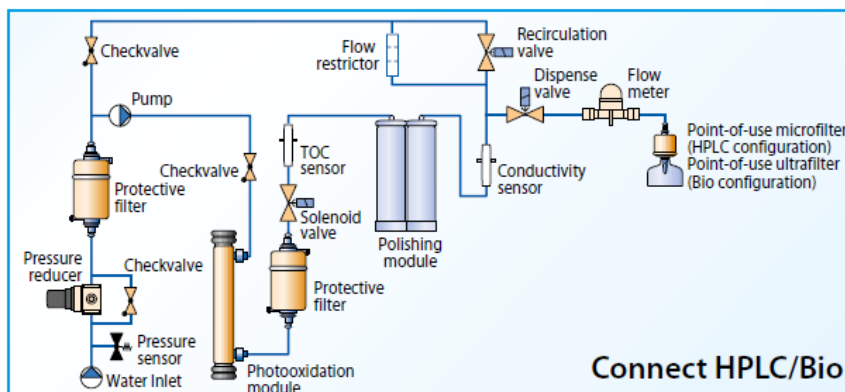 Checkvalve
Flow
restrictor
Recirculation
valve
Dispense
valve
Flow
meter
Pump
TOC
sensor
Checkvalve
Point-of-use microfilter
(HPLC configuration)
Point-of-use ultrafilter
(Bio configuration)
Conductivity
sensor
Protective
filter
Solenoid
valve
Polishing
module
Pressure
reducer
Checkvalve
Protective
filter
Pressure
sensor
Water Inlet
Photooxidation
module
Connect HPLC/Bio